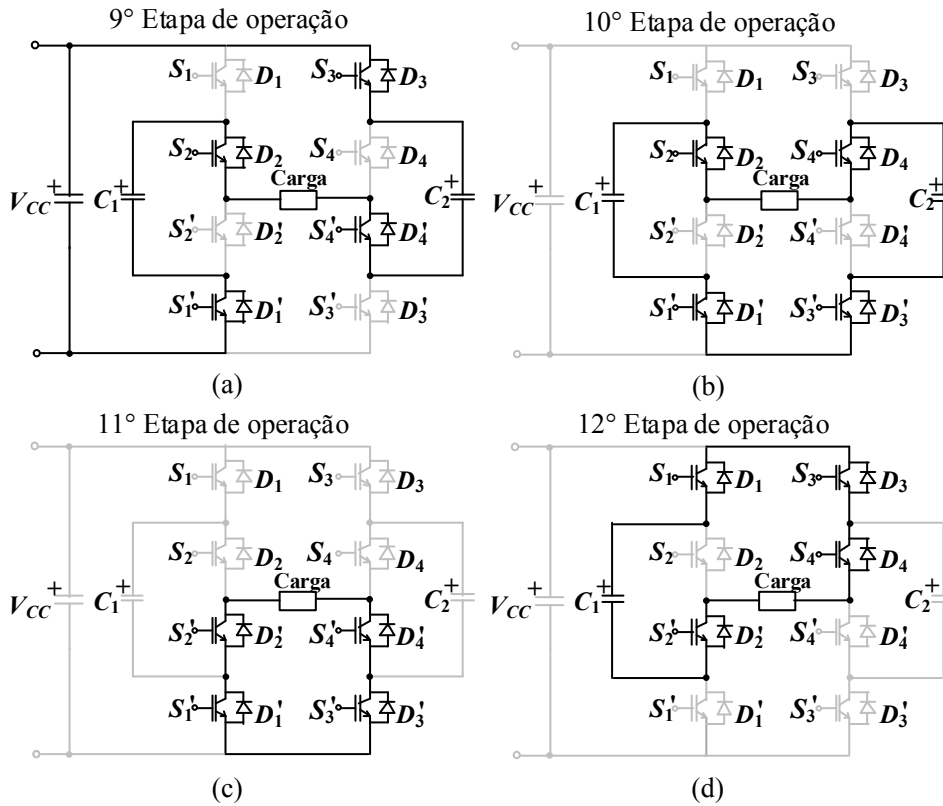 9° Etapa de operação
S1 D1 S3 D3
S2 D2 S4 D4
Carga
VCC + C1 + C2 +
S2' D2' S4' D4'
S1' D1' S3' D3'
(a)
10° Etapa de operação
S1 D1 S3 D3
S2 D2 S4 D4
Carga
VCC + C1 + C2 +
S2' D2' S4' D4'
S1' D1' S3' D3'
(b)
11° Etapa de operação
S1 D1 S3 D3
S2 D2 S4 D4
Carga
VCC + C1 + C2 +
S2' D2' S4' D4'
S1' D1' S3' D3'
(c)
12° Etapa de operação
S1 D1 S3 D3
S2 D2 S4 D4
Carga
VCC + C1 + C2 +
S2' D2' S4' D4'
S1' D1' S3' D3'
(d)